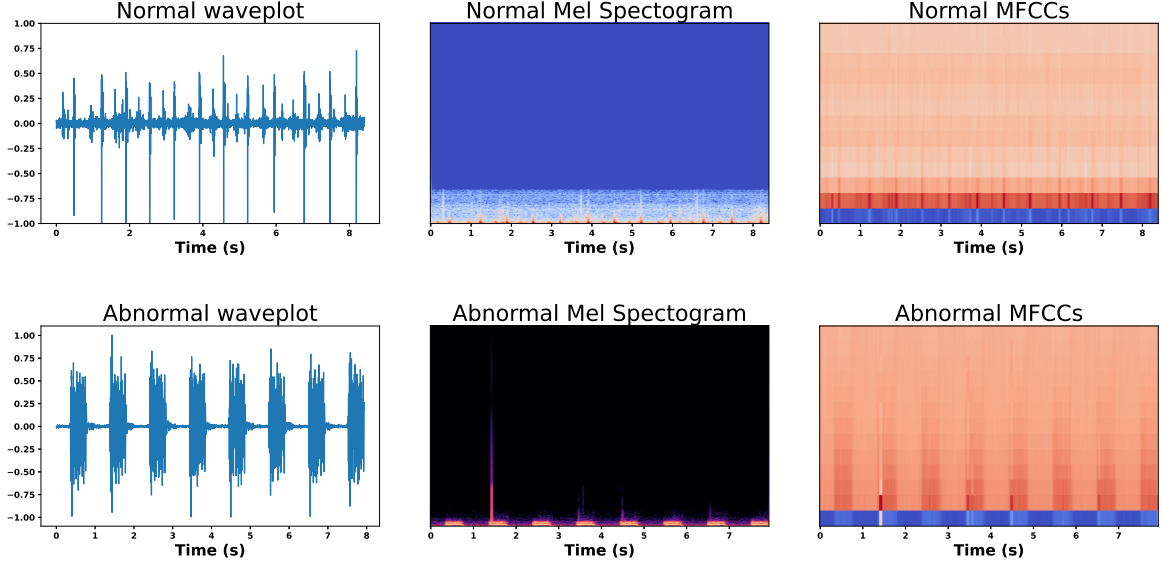 Normal waveplot
1.00
0.75
0.50
0.25
0.00
−0.25
−0.50
−0.75
−1.00
0 2 4 6 8
Time (s)
Normal Mel Spectogram
0 1 2 3 4 5 6 7 8
Time (s)
Normal MFCCs
0 1 2 3 4 5 6 7 8
Time (s)
Abnormal waveplot
1.00
0.75
0.50
0.25
0.00
−0.25
−0.50
−0.75
−1.00
0 1 2 3 4 5 6 7 8
Time (s)
Abnormal Mel Spectogram
0 1 2 3 4 5 6 7
Time (s)
Abnormal MFCCs
0 1 2 3 4 5 6 7
Time (s)